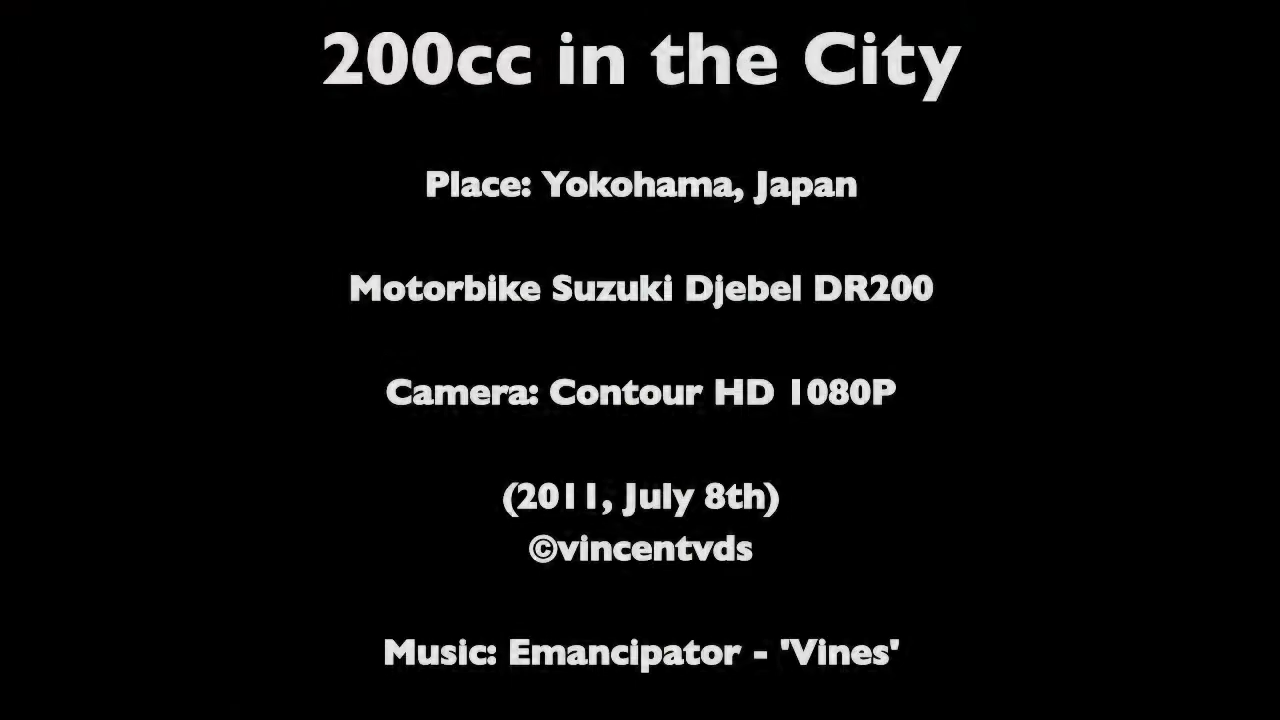 200cc in the City
Place: Yokohama, Japan
Motorbike Suzuki Djebel DR200
Camera: Contour HD 1080P
(2011, July 8th)
©vincentvds
Music: Emancipator - 'Vines'